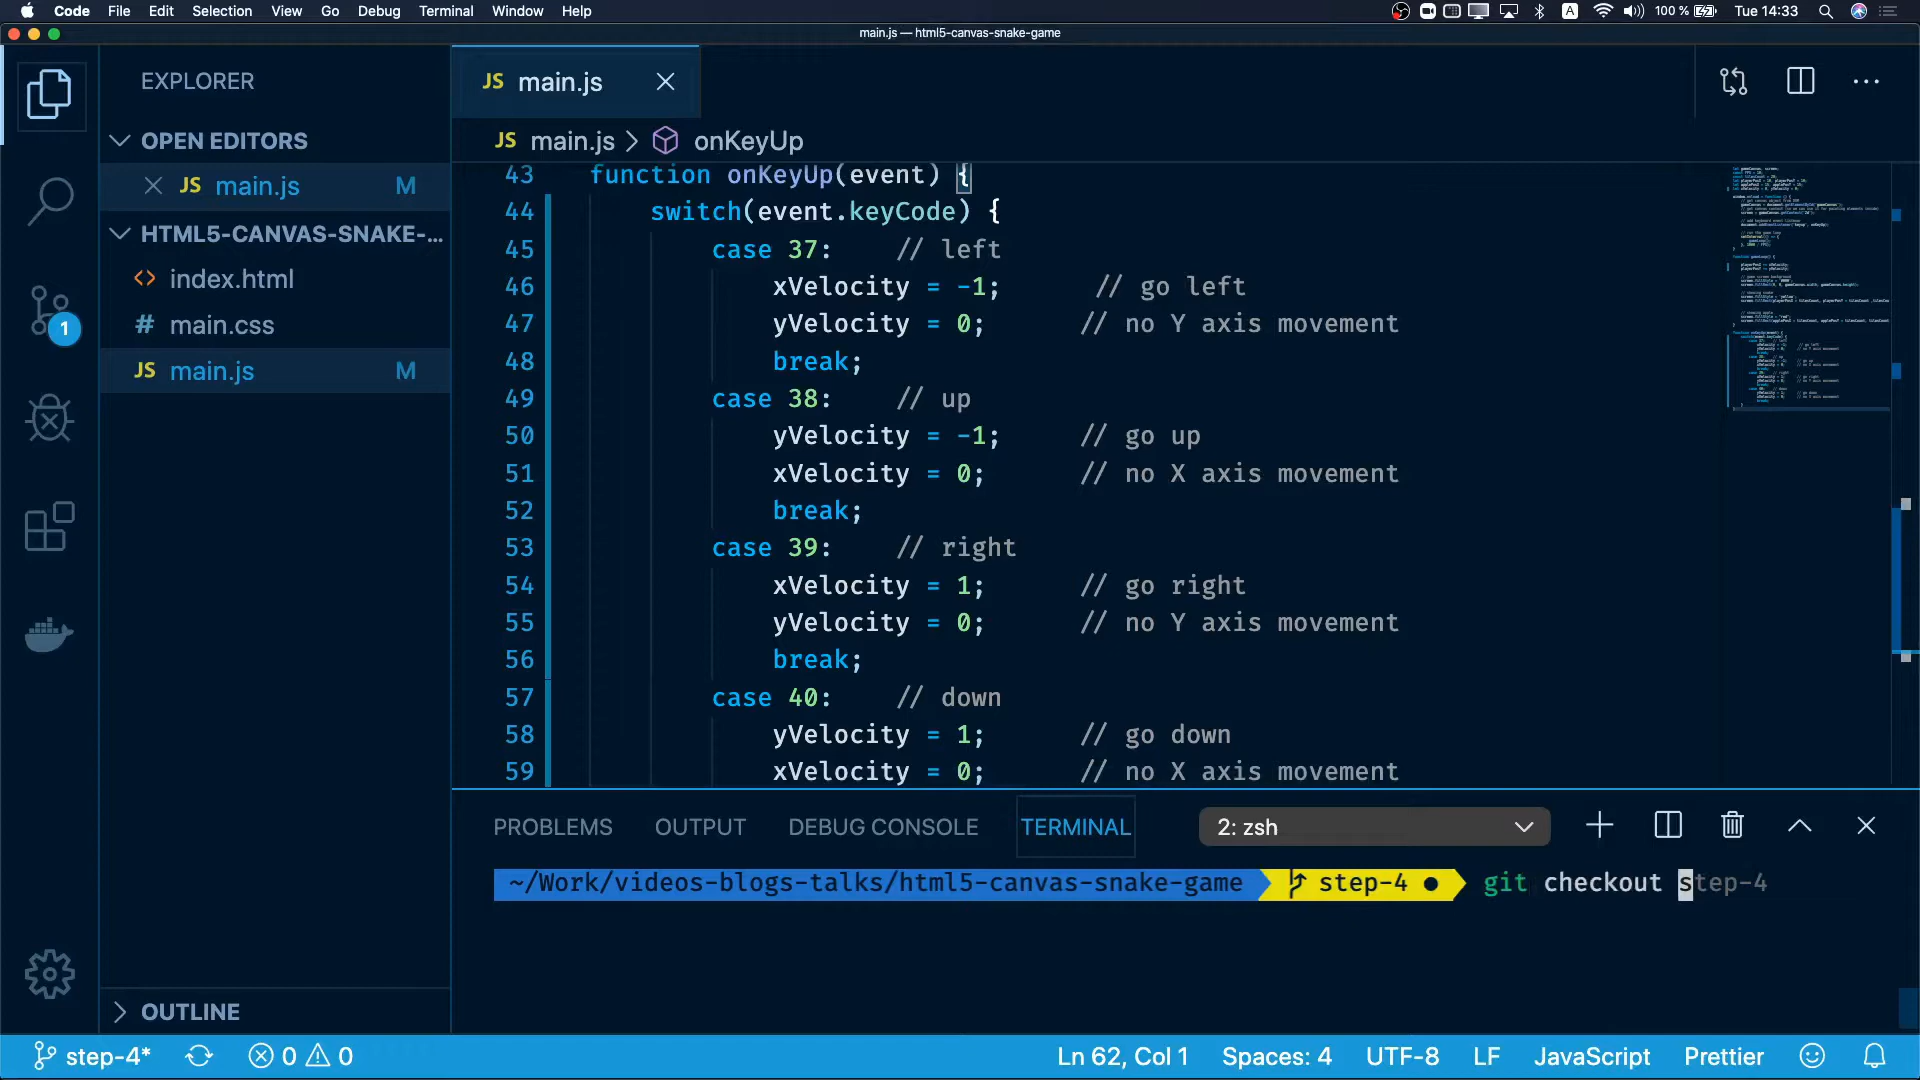 Code File Edit Selection View Go Debug Terminal Window Help A 100 % Tue 14:33
main.js — html5-canvas-snake-game
EXPLORER
OPEN EDITORS
JS main.js M
HTML5-CANVAS-SNAKE-...
<> index.html
# main.css
JS main.js M
1
OUTLINE
JS main.js
JS main.js > onKeyUp
43 function onKeyUp(event) {
44 switch(event.keyCode) {
45 case 37: // left
46 xVelocity = -1; // go left
47 yVelocity = 0; // no Y axis movement
48 break;
49 case 38: // up
50 yVelocity = -1; // go up
51 xVelocity = 0; // no X axis movement
52 break;
53 case 39: // right
54 xVelocity = 1; // go right
55 yVelocity = 0; // no Y axis movement
56 break;
57 case 40: // down
58 yVelocity = 1; // go down
59 xVelocity = 0; // no X axis movement
PROBLEMS OUTPUT DEBUG CONSOLE TERMINAL 2: zsh
~/Work/videos-blogs-talks/html5-canvas-snake-game step-4 ● git checkout step-4
step-4* 0 0 Ln 62, Col 1 Spaces: 4 UTF-8 LF JavaScript Prettier